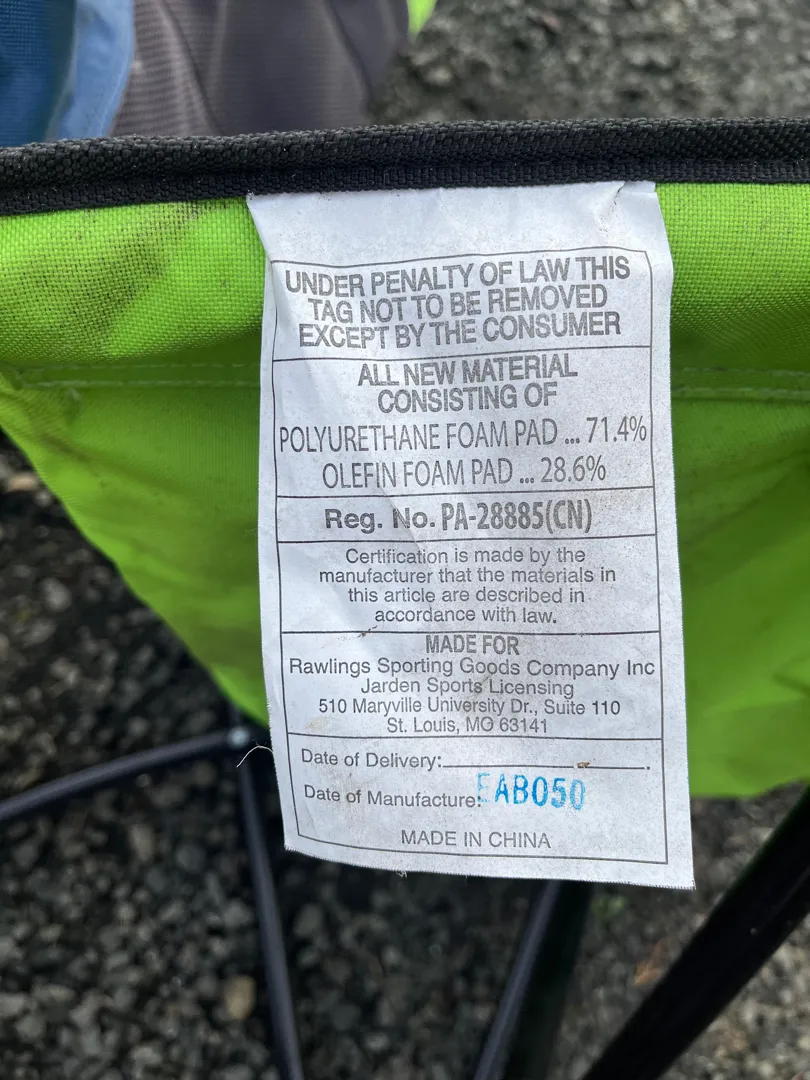 UNDER PENALTY OF LAW THIS
TAG NOT TO BE REMOVED
EXCEPT BY THE CONSUMER
ALL NEW MATERIAL
CONSISTING OF
POLYURETHANE FOAM PAD ... 71.4%
OLEFIN FOAM PAD ... 28.6%
Reg. No. PA-28885(CN)
Certification is made by the
manufacturer that the materials in
this article are described in
accordance with law.
MADE FOR
Rawlings Sporting Goods Company Inc
Jarden Sports Licensing
510 Maryville University Dr., Suite 110
St. Louis, MO 63141
Date of Delivery:
Date of Manufacture: EAB050
MADE IN CHINA